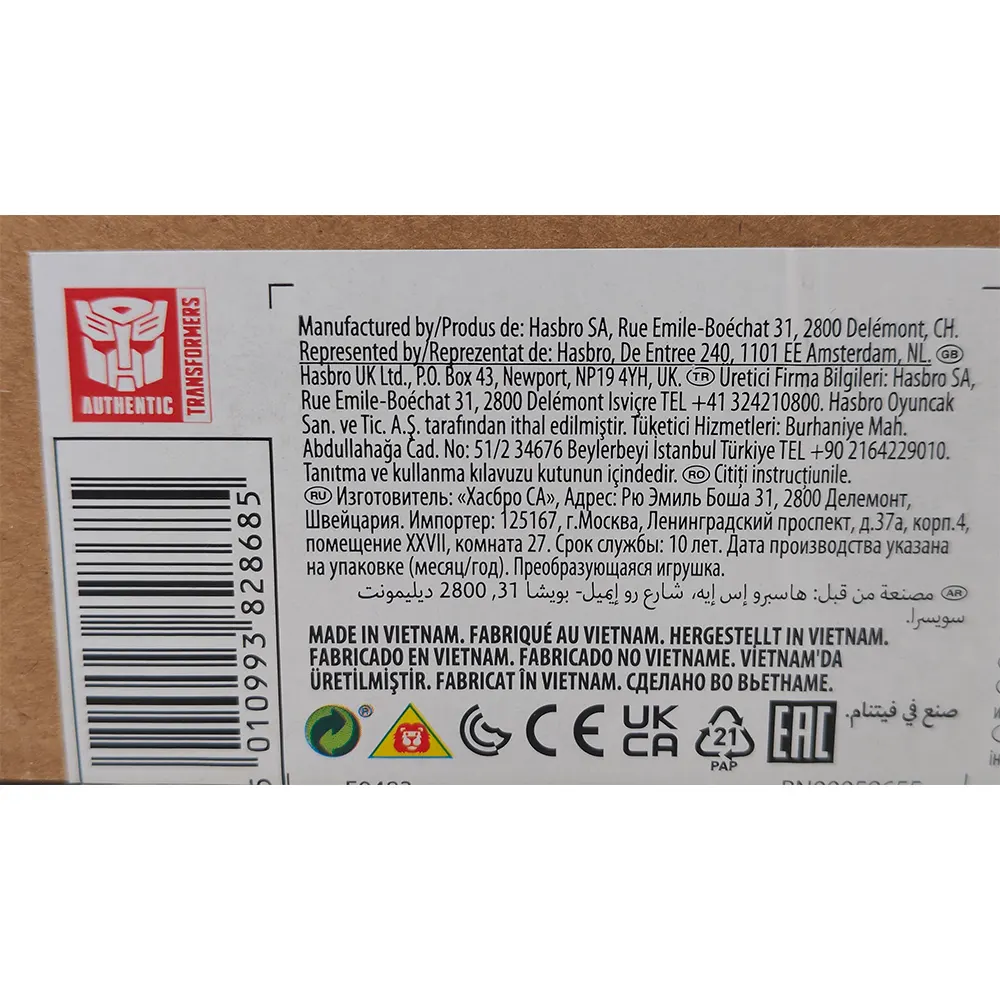 AUTHENTIC
TRANSFORMERS
Manufactured by/Produs de: Hasbro SA, Rue Emile-Boéchat 31, 2800 Delémont, CH.
Represented by/Reprezentat de: Hasbro, De Entree 240, 1101 EE Amsterdam, NL. GB
Hasbro UK Ltd., P.O. Box 43, Newport, NP19 4YH, UK. TR Üretici Firma Bilgileri: Hasbro SA,
Rue Emile-Boéchat 31, 2800 Delémont Isviçre TEL +41 324210800. Hasbro Oyuncak
San. ve Tic. A.Ş. tarafından ithal edilmiştir. Tüketici Hizmetleri: Burhaniye Mah.
Abdullahağa Cad. No: 51/2 34676 Beylerbeyi İstanbul Türkiye TEL +90 2164229010.
Tanıtma ve kullanma kılavuzu kutunun içindedir. RO Citiți instrucțiunile.
RU Изготовитель: «Хасбро СА», Адрес: Рю Эмиль Боша 31, 2800 Делемонт,
Швейцария. Импортер: 125167, г.Москва, Ленинградский проспект, д.37а, корп.4,
помещение XXVII, комната 27. Срок службы: 10 лет. Дата производства указана
на упаковке (месяц/год). Преобразующаяся игрушка.
AR مصنعة من قبل: هاسبرو إس إيه، شارع رو إيميل- بويشا 31, 2800 ديليمونت
سويسرا.
MADE IN VIETNAM. FABRIQUÉ AU VIETNAM. HERGESTELLT IN VIETNAM.
FABRICADO EN VIETNAM. FABRICADO NO VIETNAME. VİETNAM'DA
ÜRETİLMİŞTİR. FABRICAT ÎN VIETNAM. СДЕЛАНО ВО ВЬЕТНАМЕ.
صنع في فيتنام.
® CE UK CA 21 PAP EAC
0 10993 82868 5